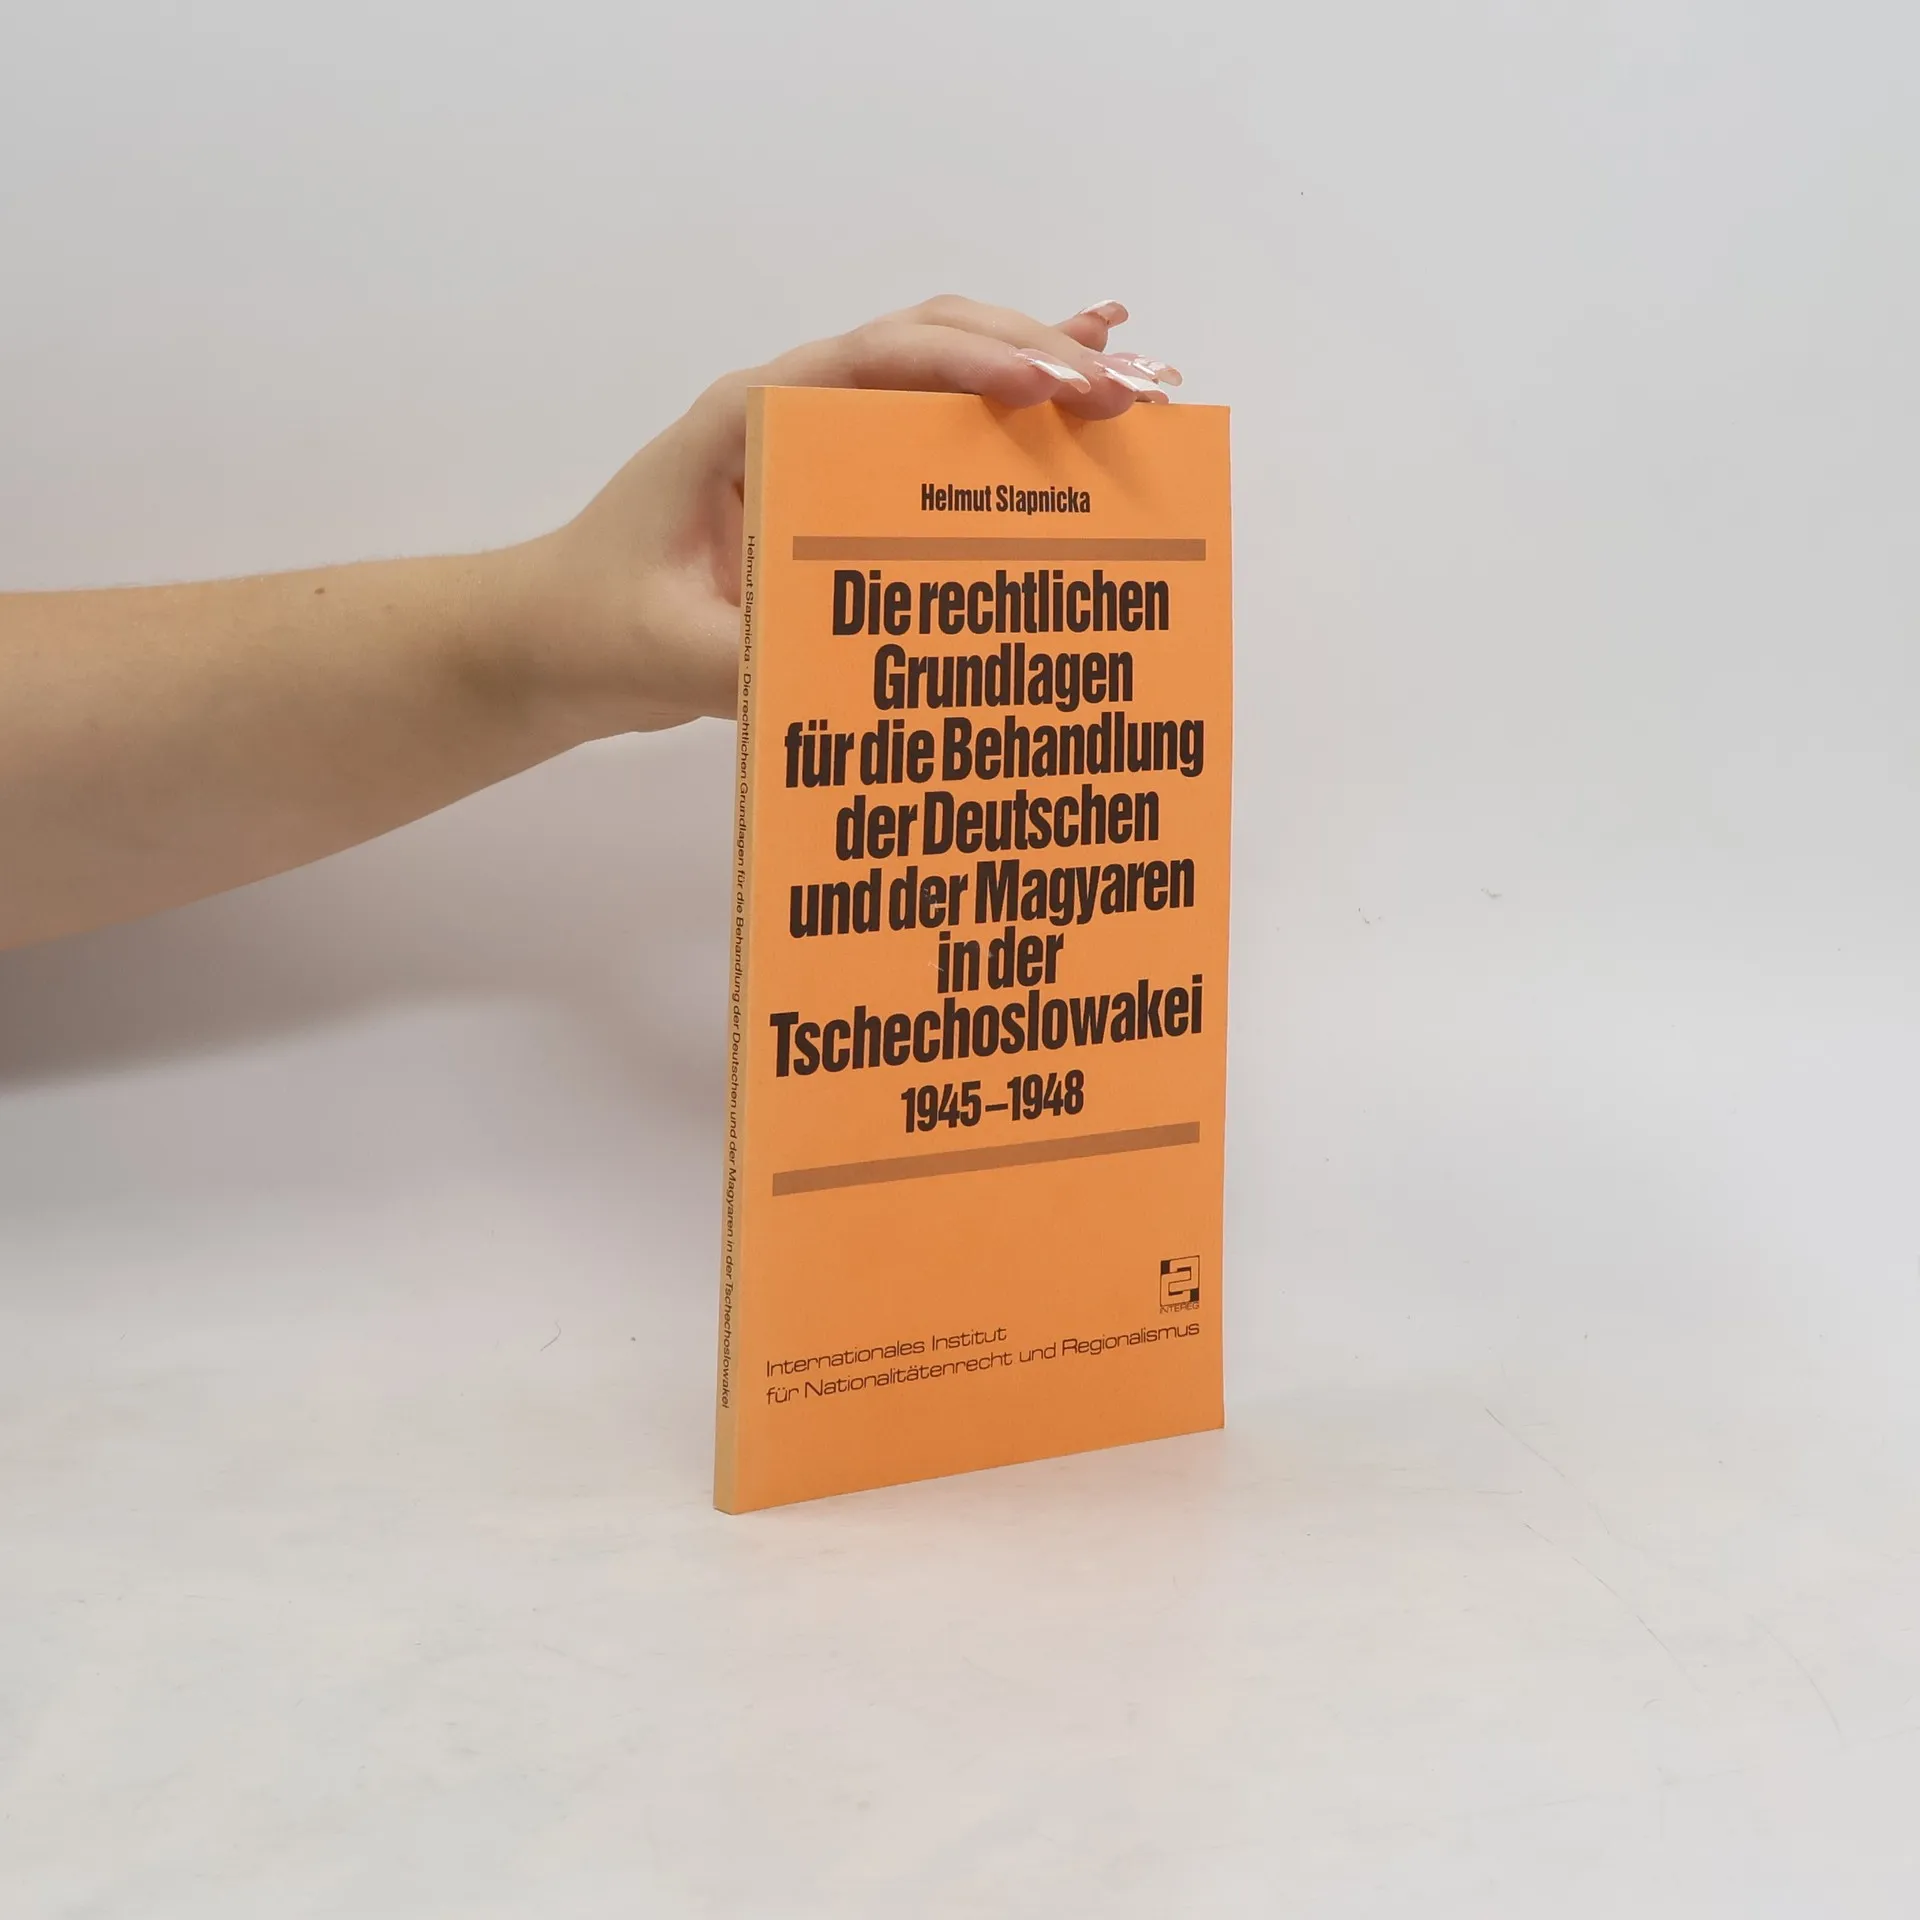 Helmut Slapnicka
Die rechtlichen
Grundlagen
für die Behandlung
der Deutschen
und der Magyaren
in der
Tschechoslowakei
1945–1948
INTEREG
Internationales Institut
für Nationalitätenrecht und Regionalismus
Helmut Slapnicka · Die rechtlichen Grundlagen für die Behandlung der Deutschen und der Magyaren in der Tschechoslowakei